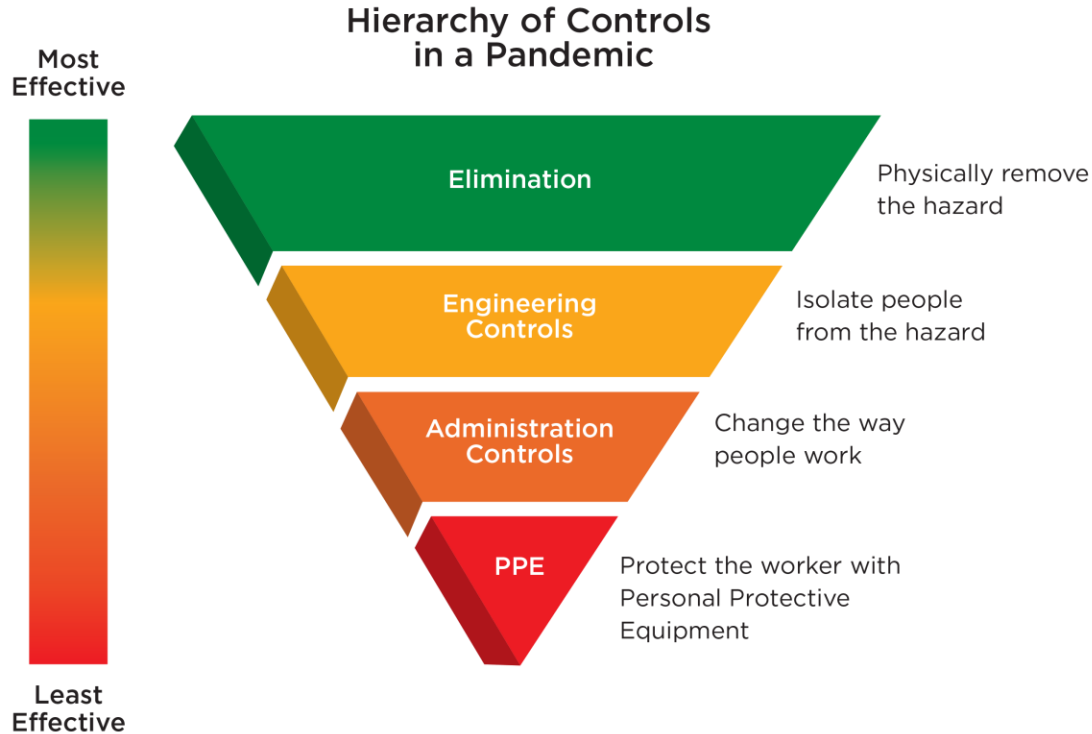 Hierarchy of Controls
in a Pandemic
Most
Effective
Elimination
Physically remove
the hazard
Engineering
Controls
Isolate people
from the hazard
Administration
Controls
Change the way
people work
PPE
Protect the worker with
Personal Protective
Equipment
Least
Effective